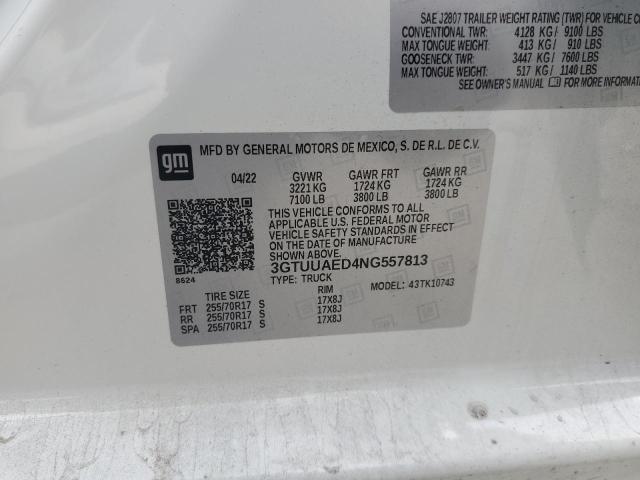 SAE J2807 TRAILER WEIGHT RATING (TWR) FOR VEHICLE
CONVENTIONAL TWR: 4128 KG / 9100 LBS
MAX TONGUE WEIGHT: 413 KG / 910 LBS
GOOSENECK TWR: 3447 KG / 7600 LBS
MAX TONGUE WEIGHT: 517 KG / 1140 LBS
SEE OWNER'S MANUAL FOR MORE INFORMAT
gm
MFD BY GENERAL MOTORS DE MEXICO, S. DE R.L. DE C.V.
04/22 GVWR GAWR FRT GAWR RR
3221 KG 1724 KG 1724 KG
7100 LB 3800 LB 3800 LB
THIS VEHICLE CONFORMS TO ALL
APPLICABLE U.S. FEDERAL MOTOR
VEHICLE SAFETY STANDARDS IN EFFECT
ON THE DATE OF MANUFACTURE
SHOWN ABOVE.
3GTUUAED4NG557813
TYPE: TRUCK
MODEL: 43TK10743
8624
TIRE SIZE RIM
FRT 255/70R17 S 17X8J
RR 255/70R17 S 17X8J
SPA 255/70R17 S 17X8J